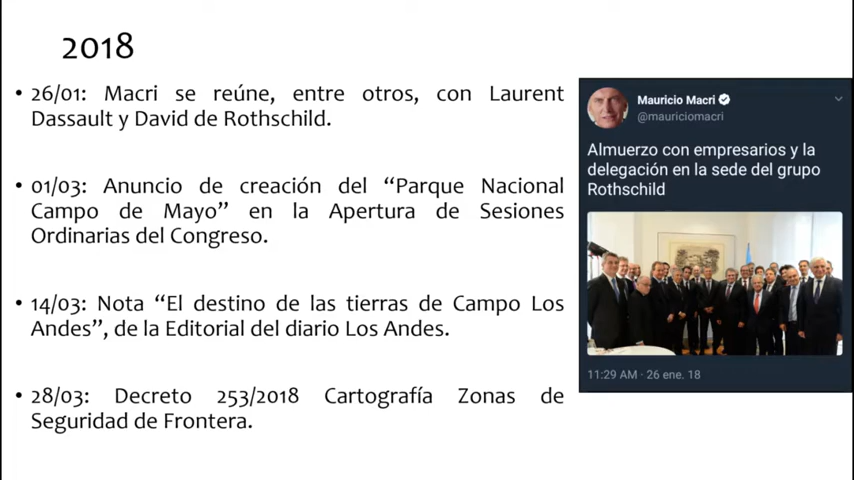 2018
• 26/01: Macri se reúne, entre otros, con Laurent
Dassault y David de Rothschild.
• 01/03: Anuncio de creación del “Parque Nacional
Campo de Mayo” en la Apertura de Sesiones
Ordinarias del Congreso.
• 14/03: Nota “El destino de las tierras de Campo Los
Andes”, de la Editorial del diario Los Andes.
• 28/03: Decreto 253/2018 Cartografía Zonas de
Seguridad de Frontera.
Mauricio Macri
@mauriciomacri
Almuerzo con empresarios y la
delegación en la sede del grupo
Rothschild
11:29 AM · 26 ene. 18